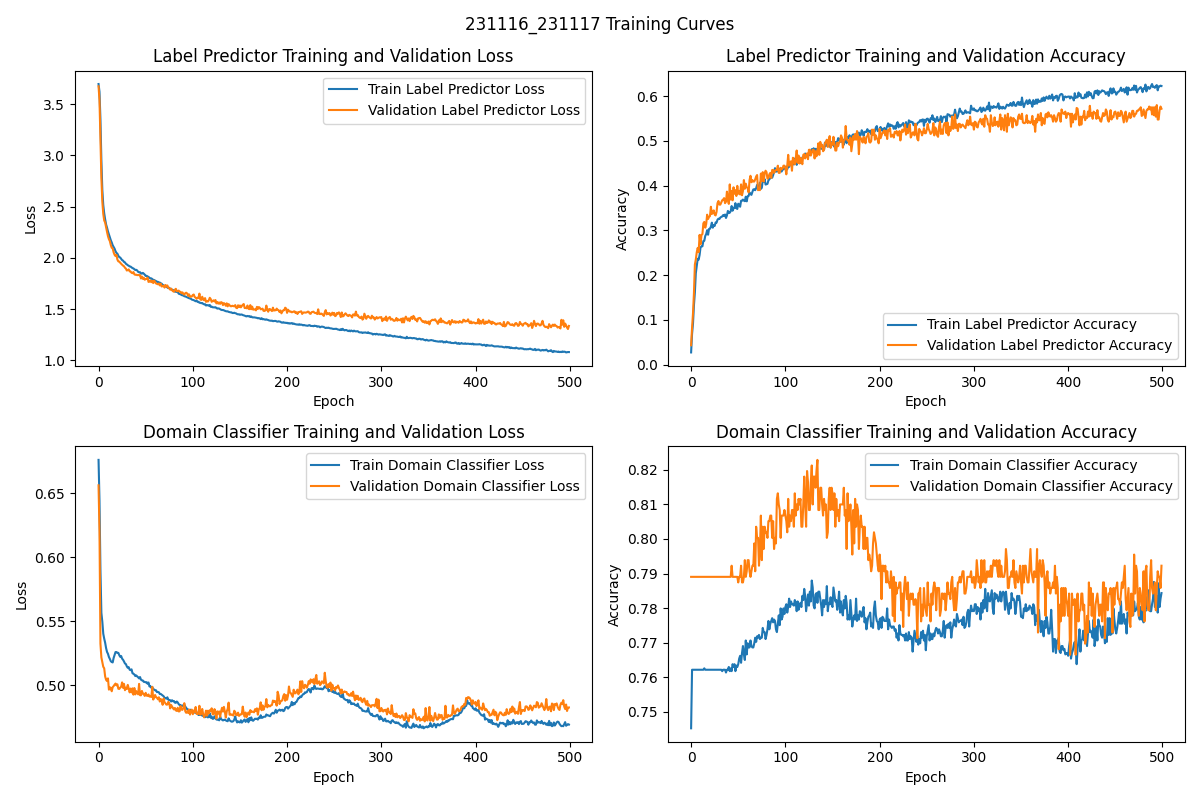 231116_231117 Training Curves
Label Predictor Training and Validation Loss
Train Label Predictor Loss
Validation Label Predictor Loss
Loss
3.5
3.0
2.5
2.0
1.5
1.0
0
100
200
300
400
500
Epoch
Label Predictor Training and Validation Accuracy
Train Label Predictor Accuracy
Validation Label Predictor Accuracy
Accuracy
0.6
0.5
0.4
0.3
0.2
0.1
0.0
0
100
200
300
400
500
Epoch
Domain Classifier Training and Validation Loss
Train Domain Classifier Loss
Validation Domain Classifier Loss
Loss
0.65
0.60
0.55
0.50
0
100
200
300
400
500
Epoch
Domain Classifier Training and Validation Accuracy
Train Domain Classifier Accuracy
Validation Domain Classifier Accuracy
Accuracy
0.82
0.81
0.80
0.79
0.78
0.77
0.76
0.75
0
100
200
300
400
500
Epoch